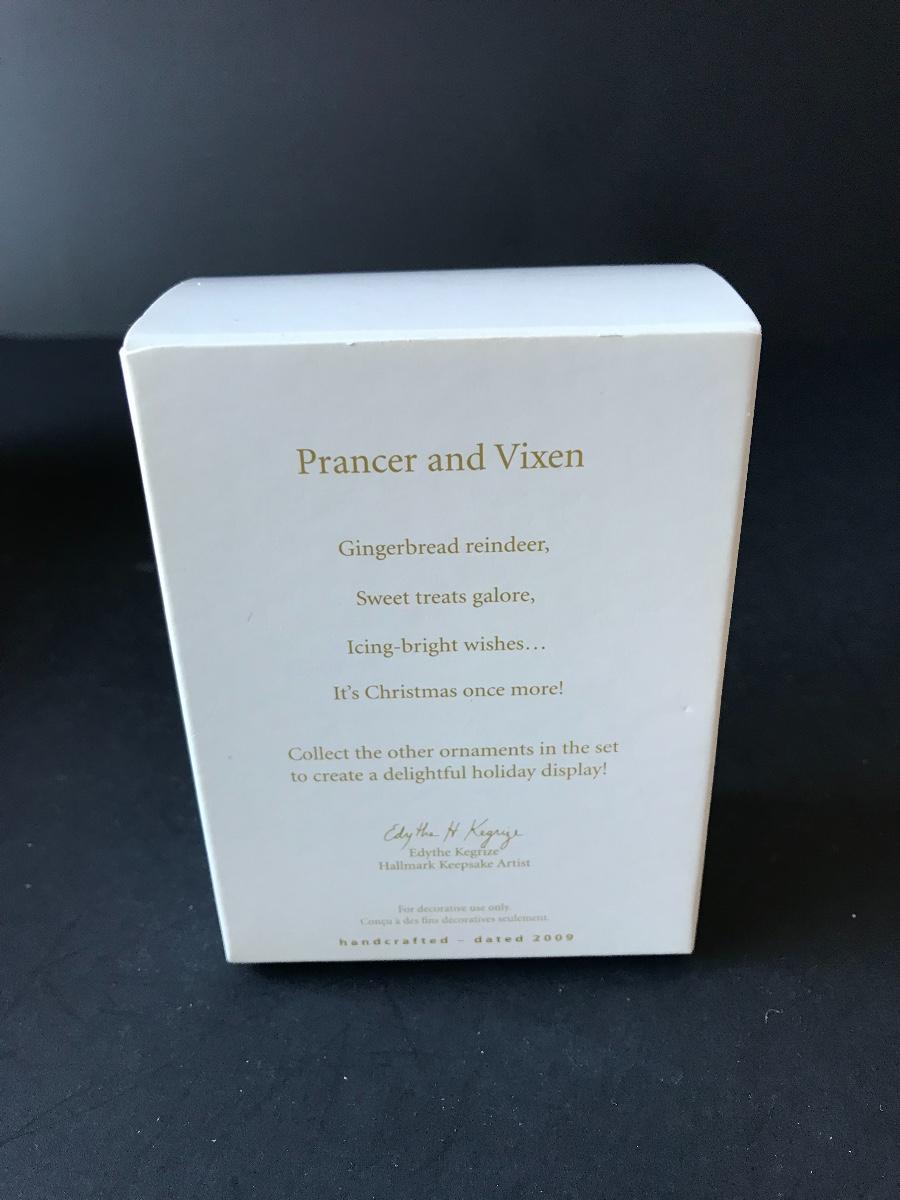 Prancer and Vixen
Gingerbread reindeer,
Sweet treats galore,
Icing-bright wishes...
It's Christmas once more!
Collect the other ornaments in the set
to create a delightful holiday display!
Edythe H Kegrize
Edythe Kegrize
Hallmark Keepsake Artist
For decorative use only.
Conçu à des fins décoratives seulement.
handcrafted – dated 2009